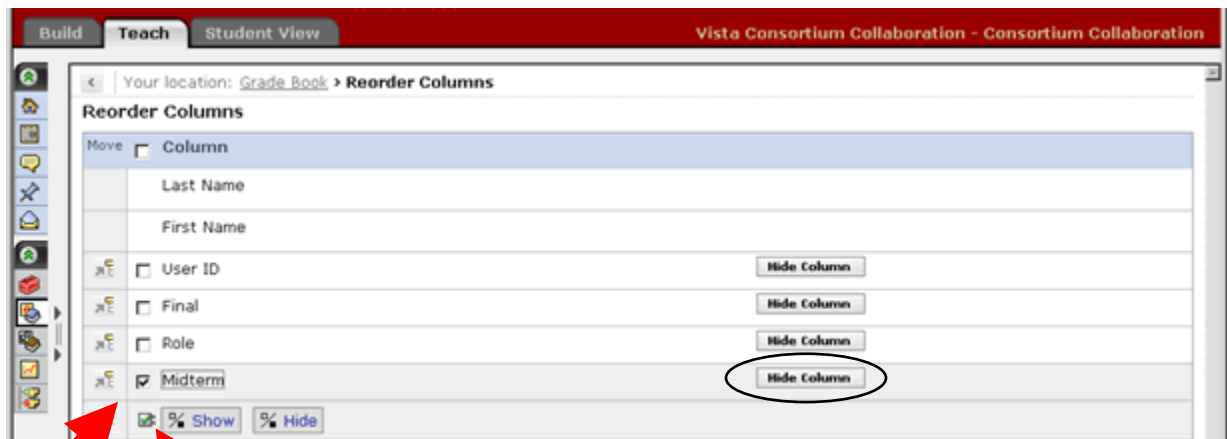 Build Teach Student View Vista Consortium Collaboration - Consortium Collaboration
< Your location: Grade Book > Reorder Columns
Reorder Columns
Move Column
Last Name
First Name
User ID Hide Column
Final Hide Column
Role Hide Column
Midterm Hide Column
Show Hide